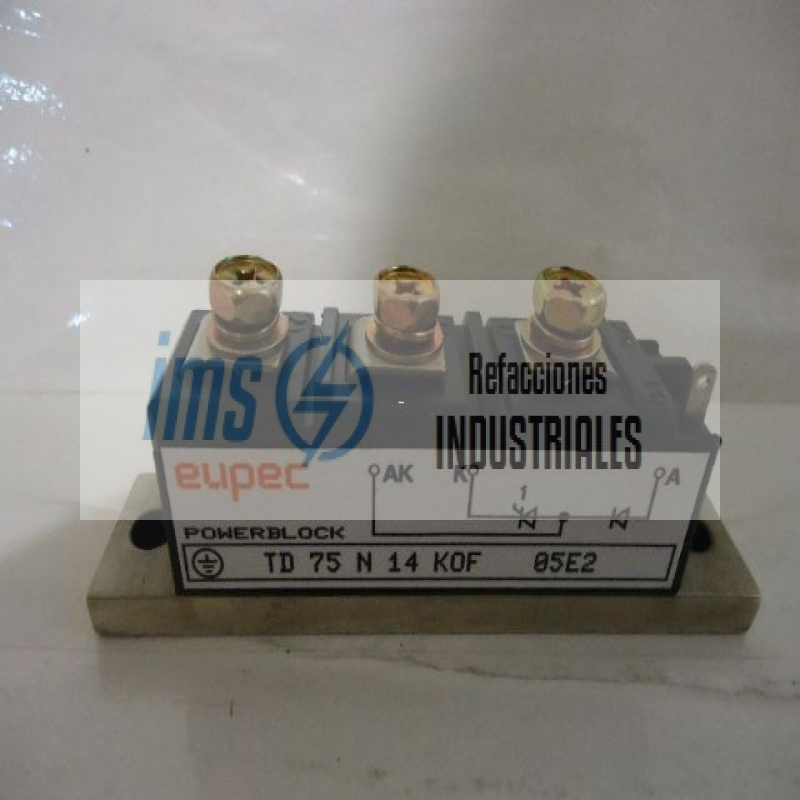 ims
Refacciones
INDUSTRIALES
eupec
AK K A
1
POWERBLOCK
TD 75 N 14 KOF 05E2